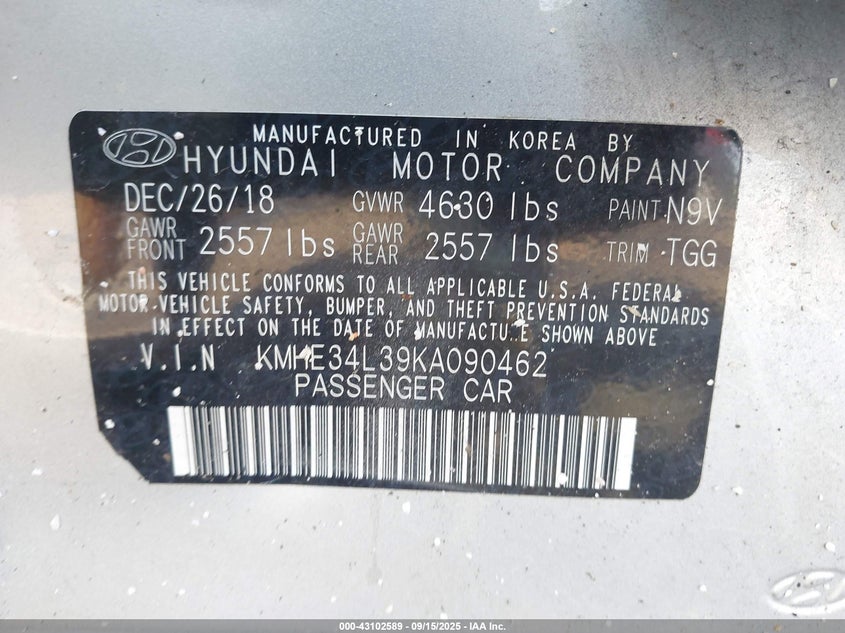 MANUFACTURED IN KOREA BY
HYUNDAI MOTOR COMPANY
DEC/26/18 GVWR 4630 lbs PAINT N9V
GAWR FRONT 2557 lbs GAWR REAR 2557 lbs TRIM TGG
THIS VEHICLE CONFORMS TO ALL APPLICABLE U.S.A. FEDERAL
MOTOR VEHICLE SAFETY, BUMPER, AND THEFT PREVENTION STANDARDS
IN EFFECT ON THE DATE OF MANUFACTURE SHOWN ABOVE
V.I.N KMHE34L39KA090462
PASSENGER CAR
000-43102589 - 09/15/2025 - IAA Inc.